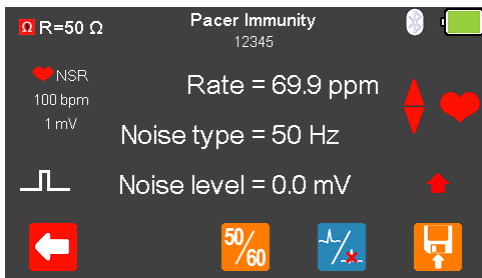 Ω R=50 Ω
Pacer Immunity
12345
NSR
100 bpm
1 mV
Rate = 69.9 ppm
Noise type = 50 Hz
Noise level = 0.0 mV
50/60